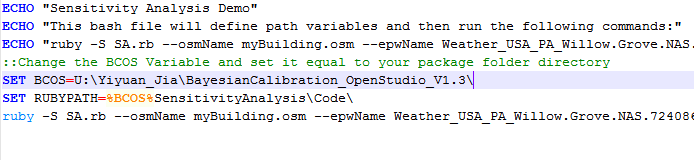 ECHO "Sensitivity Analysis Demo"
ECHO "This bash file will define path variables and then run the following commands:"
ECHO "ruby -S SA.rb --osmName myBuilding.osm --epwName Weather_USA_PA_Willow.Grove.NAS.
::Change the BCOS Variable and set it equal to your package folder directory
SET BCOS=U:\Yiyuan_Jia\BayesianCalibration_OpenStudio_V1.3\
SET RUBYPATH=%BCOS%SensitivityAnalysis\Code\
ruby -S SA.rb --osmName myBuilding.osm --epwName Weather_USA_PA_Willow.Grove.NAS.724086